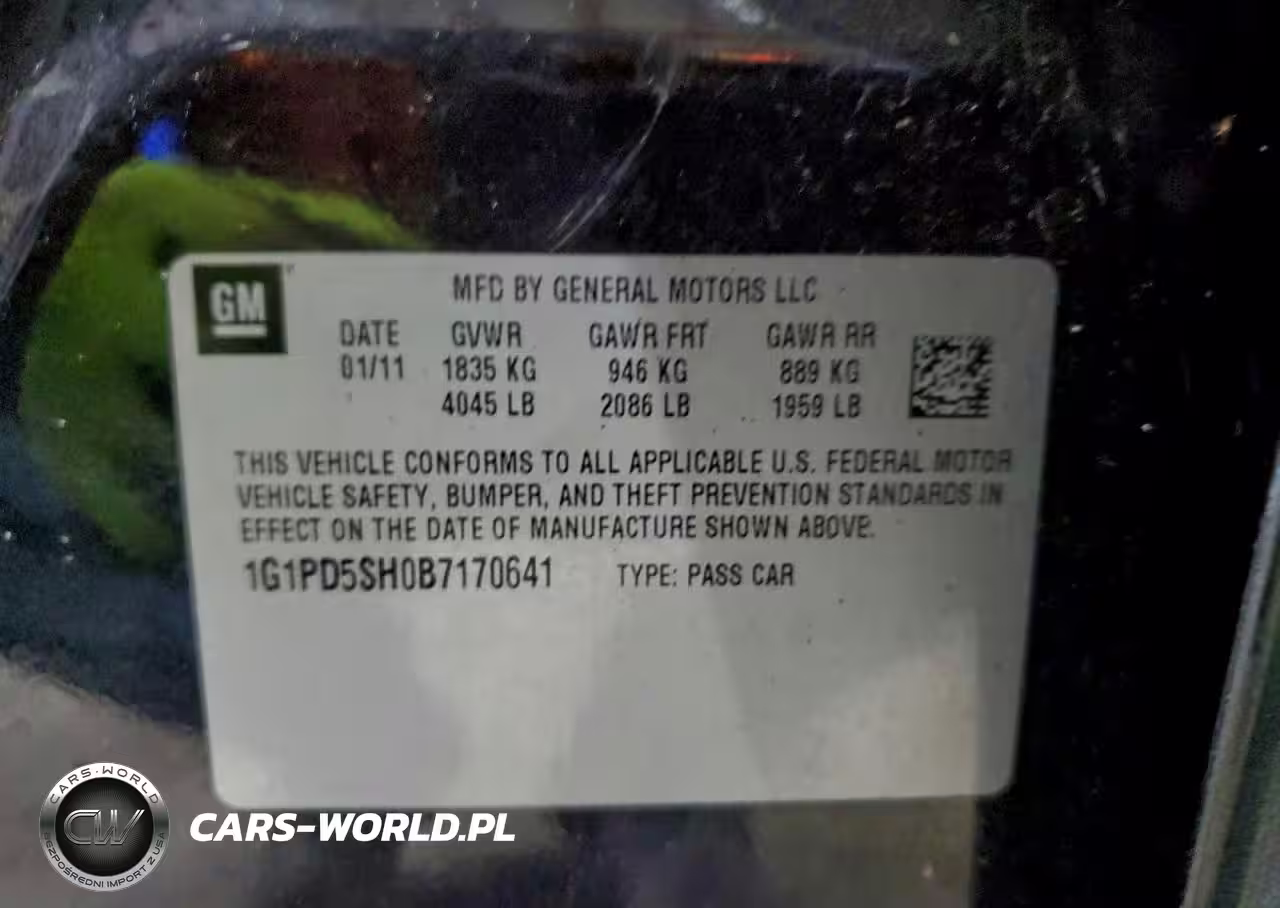 GM
MFD BY GENERAL MOTORS LLC
DATE GVWR GAWR FRT GAWR RR
01/11 1835 KG 946 KG 889 KG
4045 LB 2086 LB 1959 LB
THIS VEHICLE CONFORMS TO ALL APPLICABLE U.S. FEDERAL MOTOR
VEHICLE SAFETY, BUMPER, AND THEFT PREVENTION STANDARDS IN
EFFECT ON THE DATE OF MANUFACTURE SHOWN ABOVE.
1G1PD5SH0B7170641 TYPE: PASS CAR
CARS-WORLD
CW
BEZPOŚREDNI IMPORT Z USA
CARS-WORLD.PL